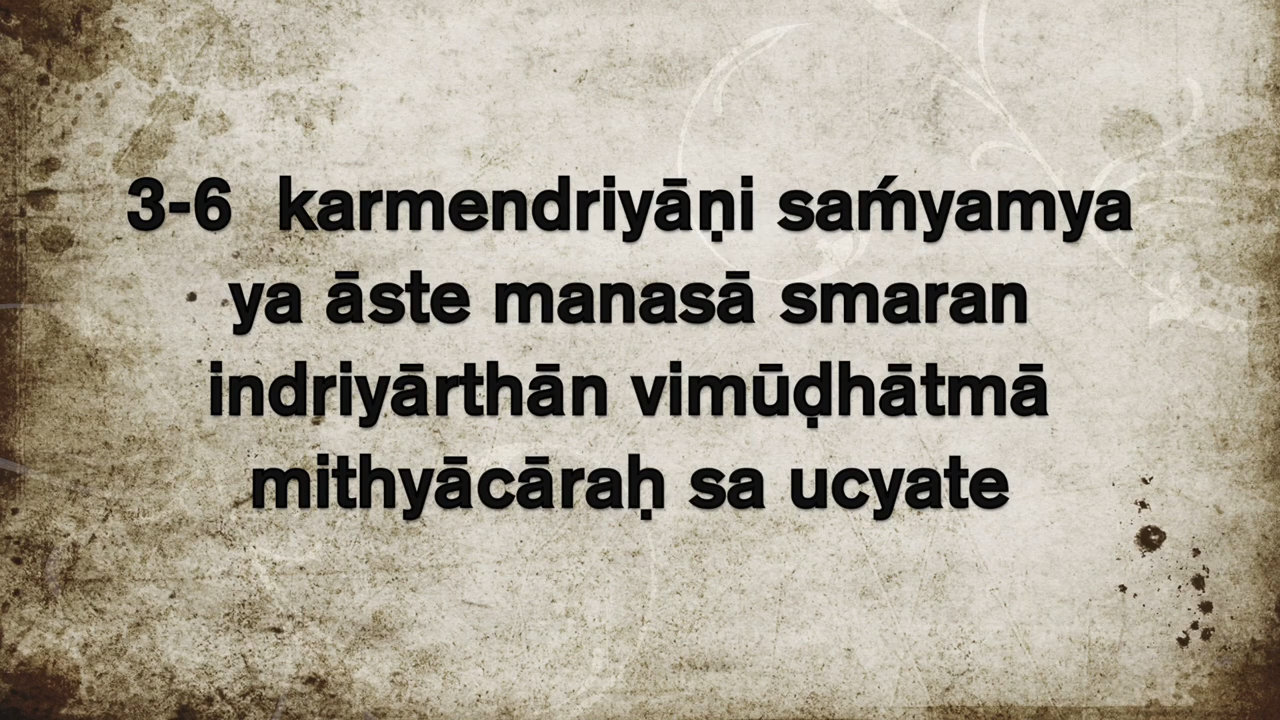 3-6 karmendriyāṇi saḿyamya
ya āste manasā smaran
indriyārthān vimūḍhātmā
mithyācāraḥ sa ucyate